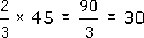 2/3 × 45 = 90/3 = 30